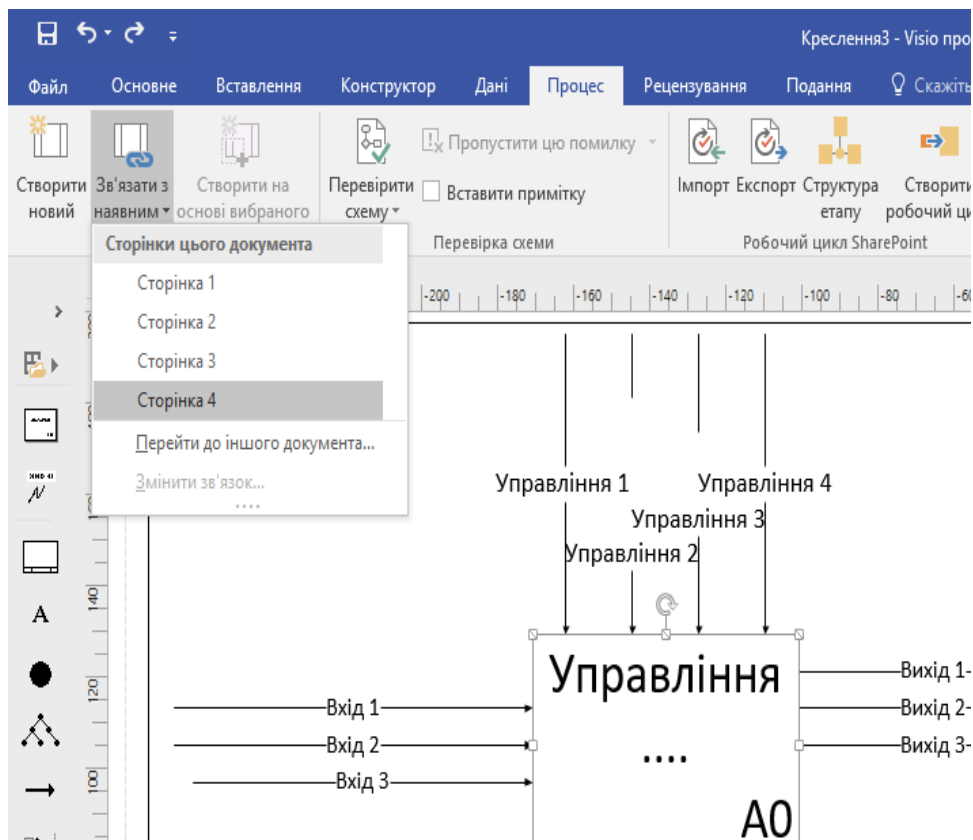 Креслення3 - Visio про
Файл Основне Вставлення Конструктор Дані Процес Рецензування Подання Скажіть
Створити новий
Зв'язати з наявним
Створити на основі вибраного
Перевірити схему
Пропустити цю помилку
Вставити примітку
Імпорт Експорт
Структура етапу
Створити робочий ци
Перевірка схеми
Робочий цикл SharePoint
Сторінки цього документа
Сторінка 1
Сторінка 2
Сторінка 3
Сторінка 4
Перейти до іншого документа...
Змінити зв'язок...
-200 -180 -160 -140 -120 -100 -80 -60
A
140
120
100
Управління 1 Управління 4
Управління 3
Управління 2
Управління
....
A0
Вхід 1
Вхід 2
Вхід 3
Вихід 1
Вихід 2
Вихід 3